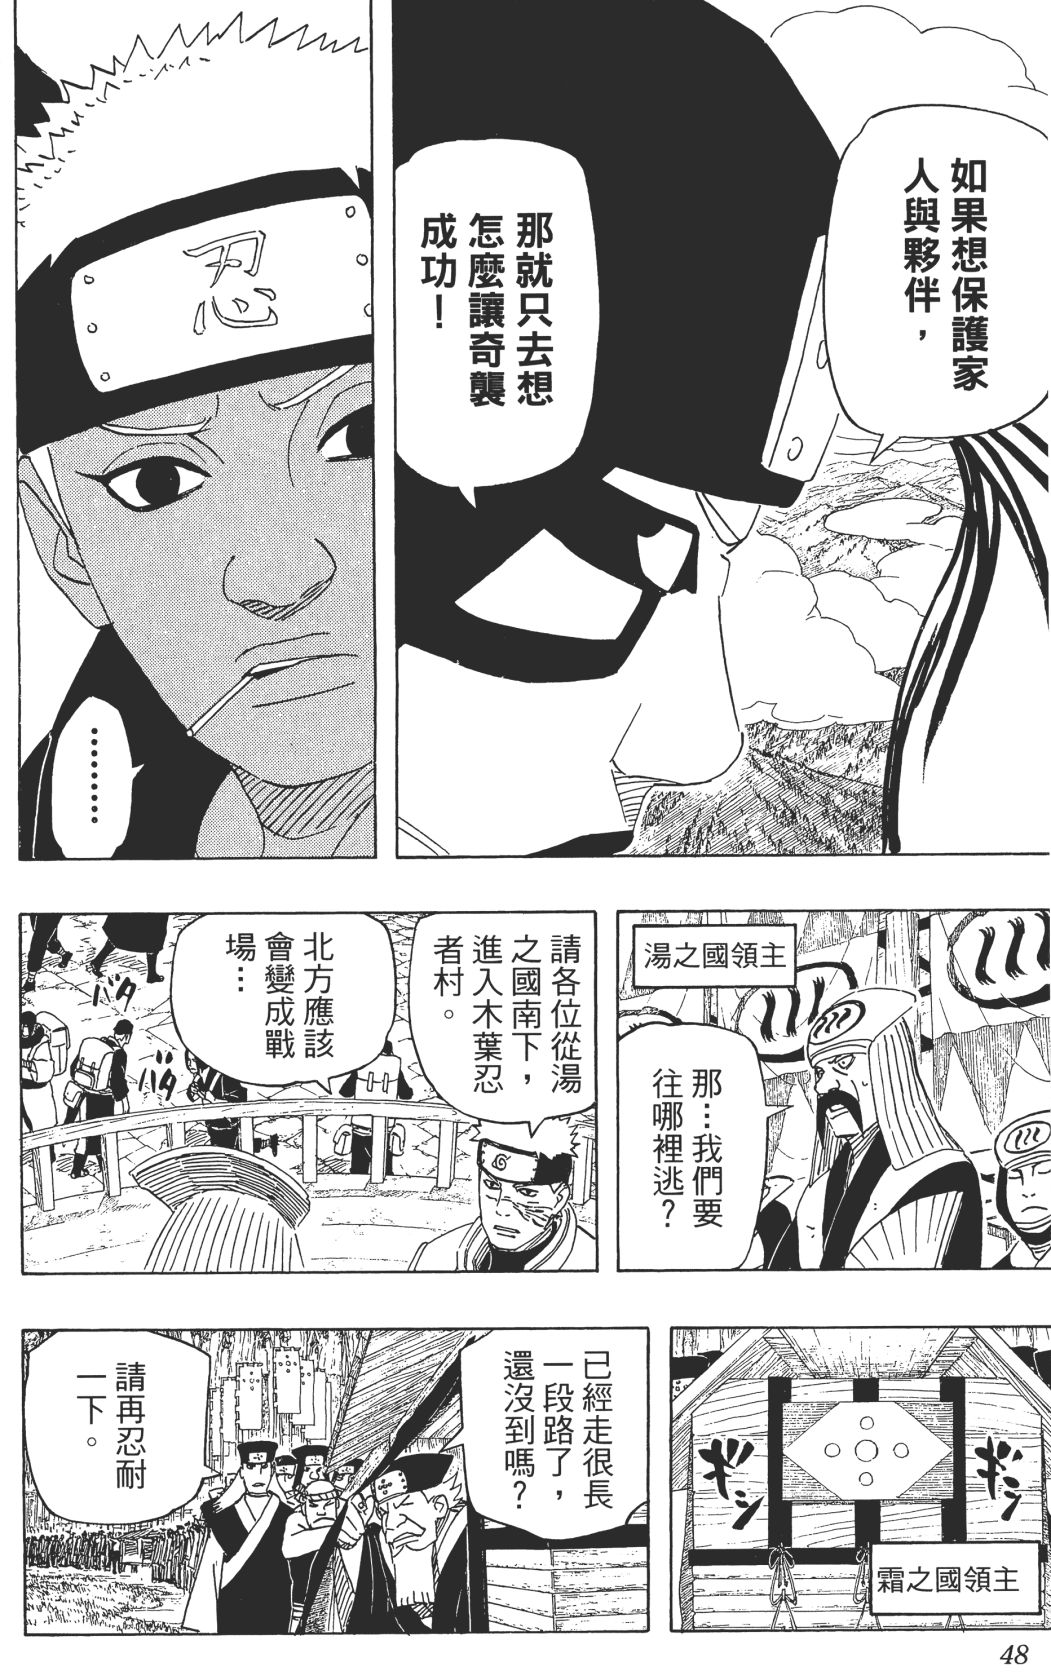 如果想保護家
人與夥伴，
那就只去想
怎麼讓奇襲
成功！
忍
………
湯之國領主
那…我們要
往哪裡逃？
請各位從湯
之國南下，
進入木葉忍
者村。
北方應該
會變成戰
場…
バタ
バタ
霜之國領主
ギシ
ギシ
已經走很長
一段路了，
還沒到嗎？
請再忍耐
一下。
48